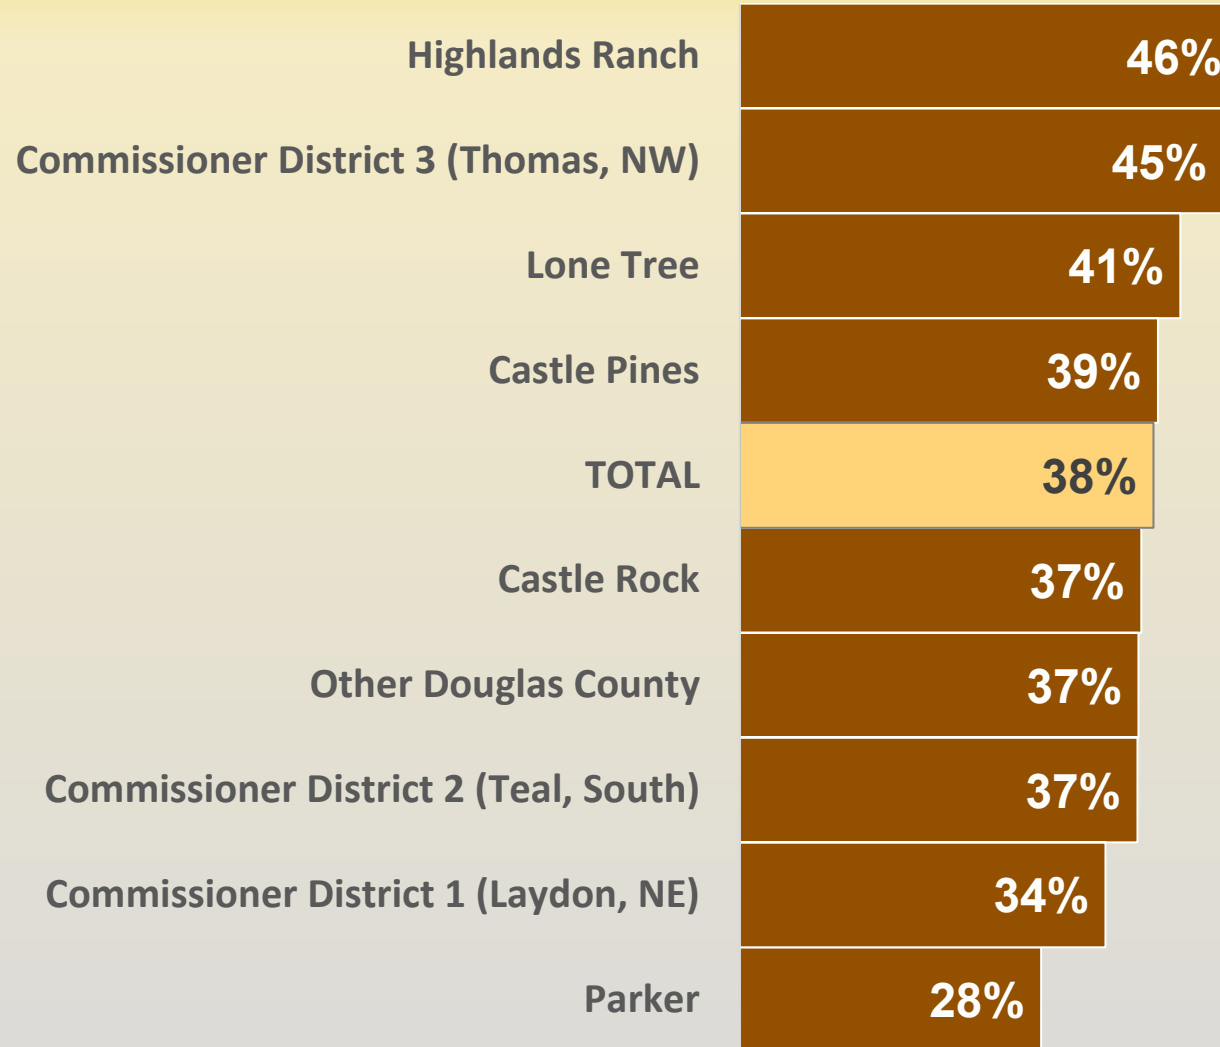 Highlands Ranch 46%
Commissioner District 3 (Thomas, NW) 45%
Lone Tree 41%
Castle Pines 39%
TOTAL 38%
Castle Rock 37%
Other Douglas County 37%
Commissioner District 2 (Teal, South) 37%
Commissioner District 1 (Laydon, NE) 34%
Parker 28%